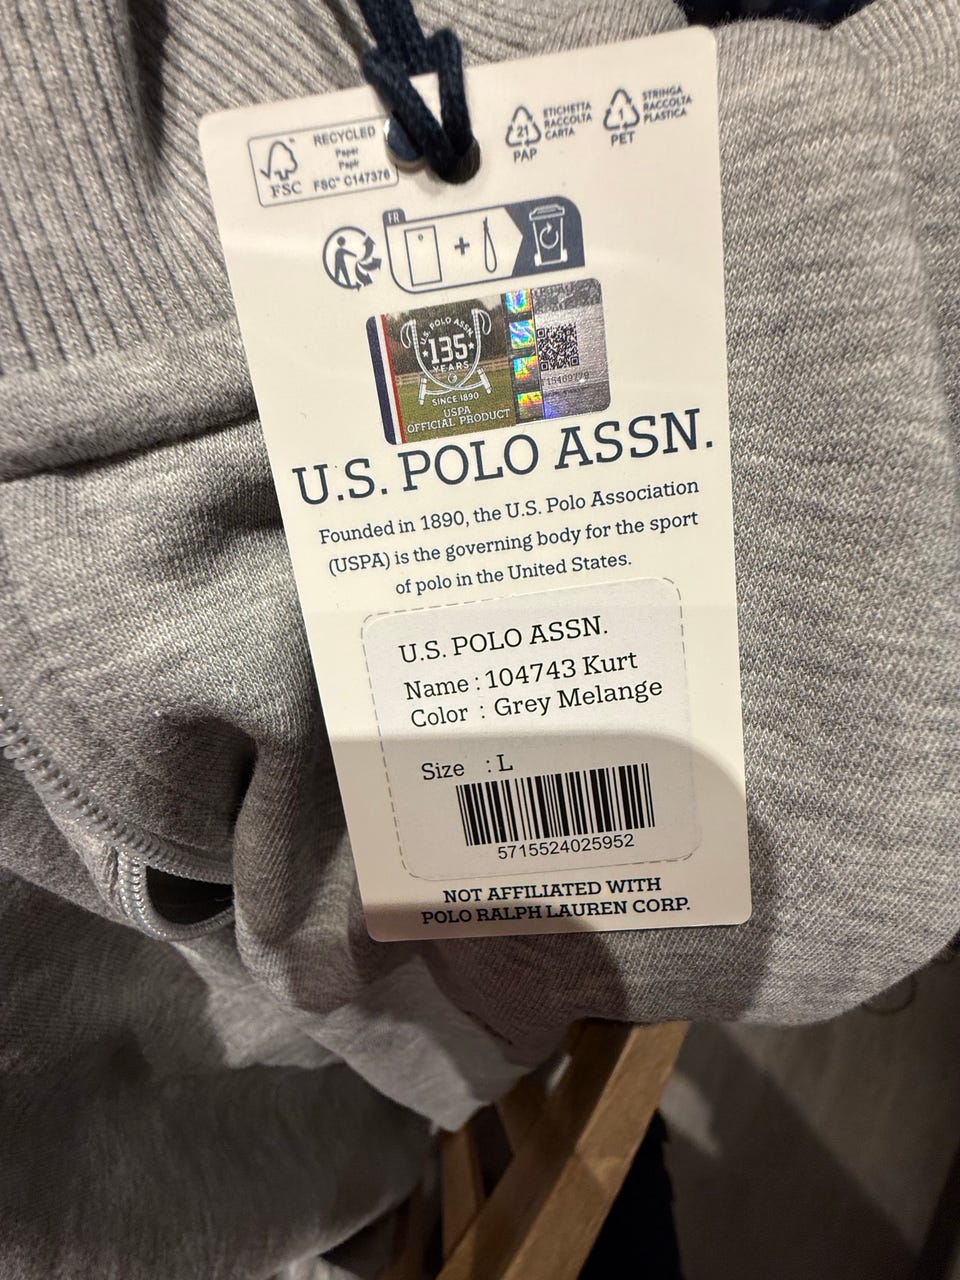 RECYCLED
Paper
Papir
FSC
FSC™ C147376
21
PAP
ETICHETTA
RACCOLTA
CARTA
1
PET
STRINGA
RACCOLTA
PLASTICA
FR
+
U.S. POLO ASSN.
135
YEARS
SINCE 1890
USPA
OFFICIAL PRODUCT
U.S. POLO ASSN.
Founded in 1890, the U.S. Polo Association
(USPA) is the governing body for the sport
of polo in the United States.
U.S. POLO ASSN.
Name : 104743 Kurt
Color : Grey Melange
Size : L
5715524025952
NOT AFFILIATED WITH
POLO RALPH LAUREN CORP.